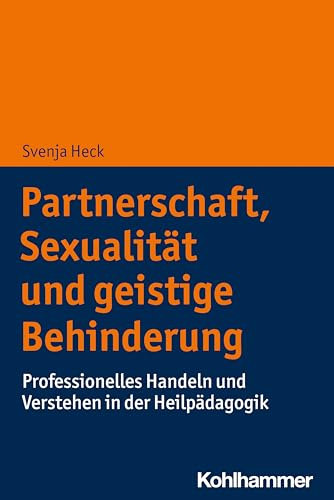 Svenja Heck
Partnerschaft,
Sexualität
und geistige
Behinderung
Professionelles Handeln und
Verstehen in der Heilpädagogik
Kohlhammer